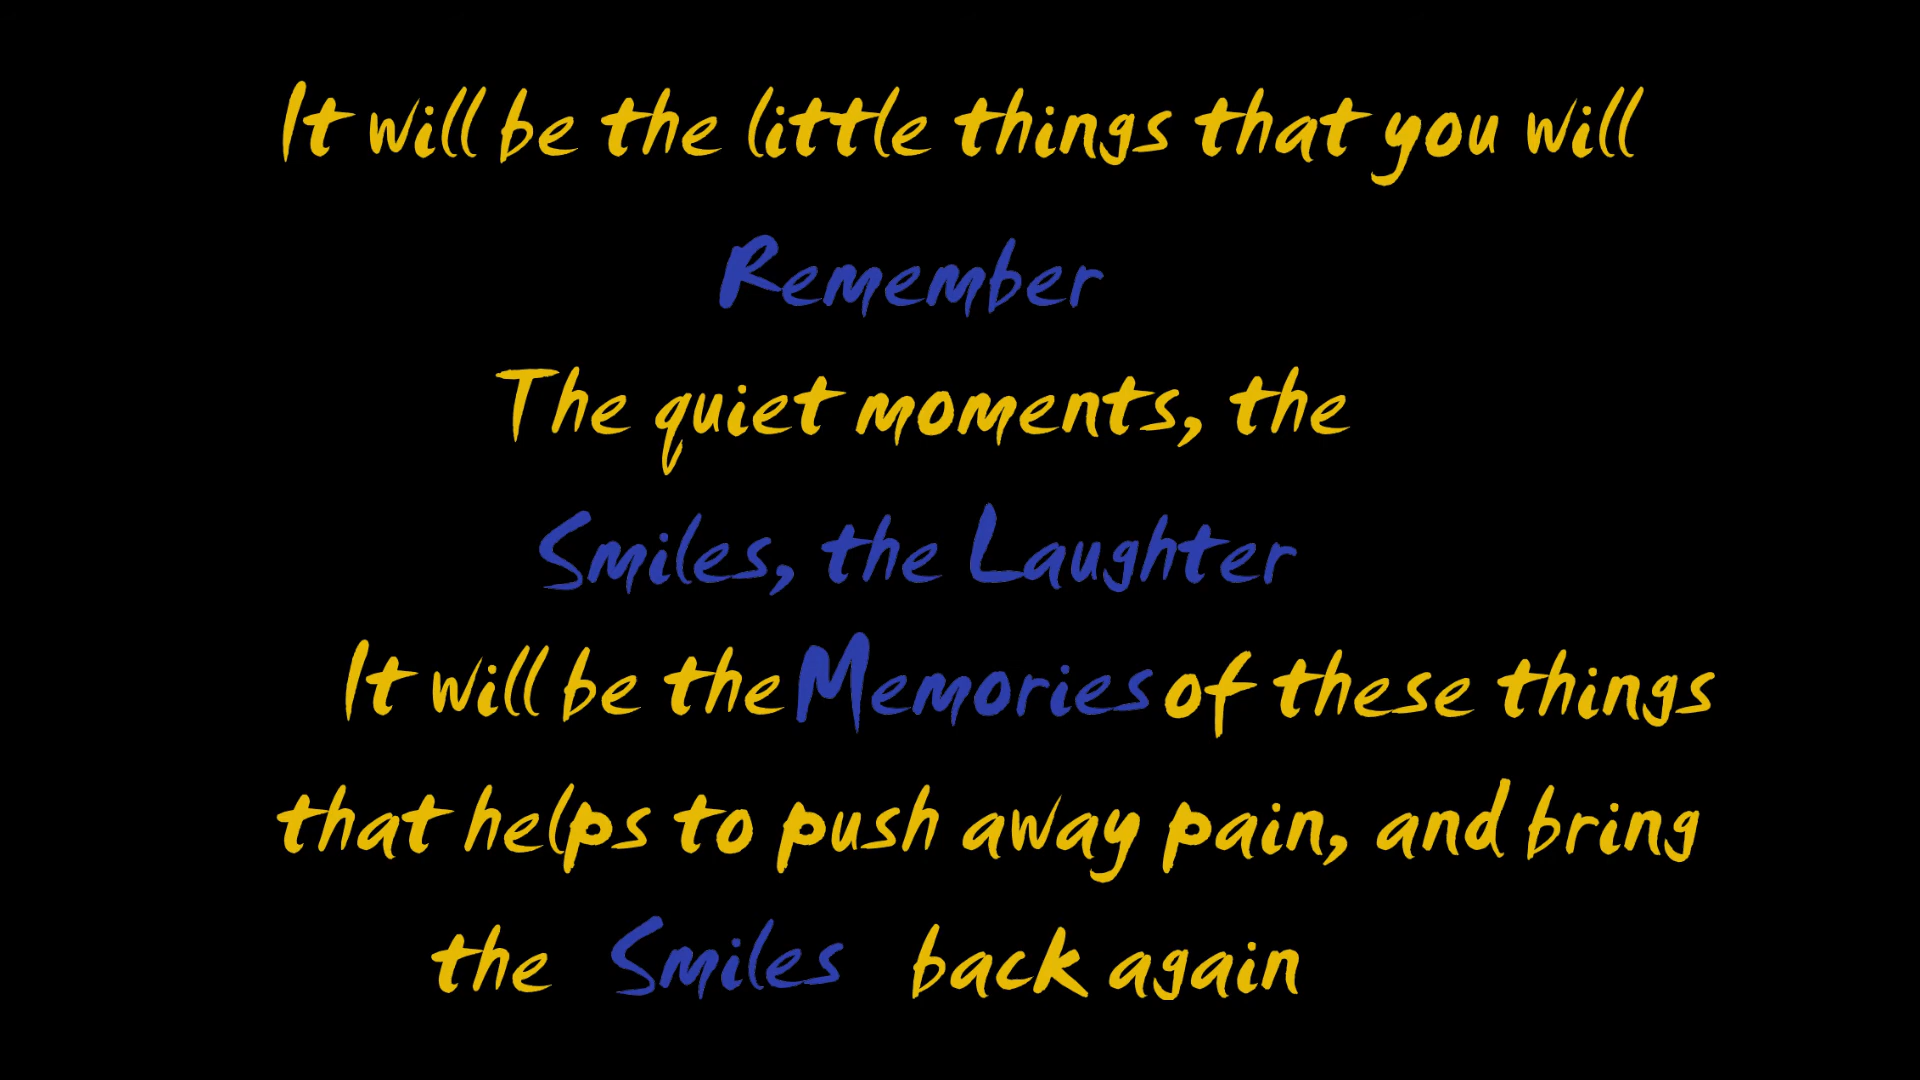 It will be the little things that you will
Remember
The quiet moments, the
Smiles, the Laughter
It will be the Memories of these things
that helps to push away pain, and bring
the Smiles back again